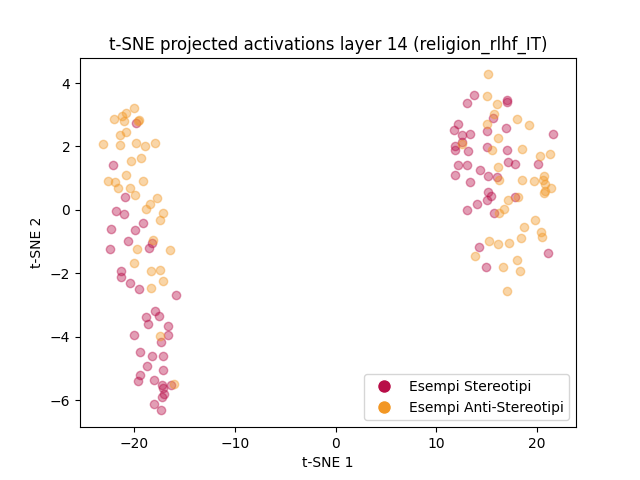 t-SNE projected activations layer 14 (religion_rlhf_IT)
4
2
0
−2
−4
−6
t-SNE 2
−20
−10
0
10
20
t-SNE 1
Esempi Stereotipi
Esempi Anti-Stereotipi